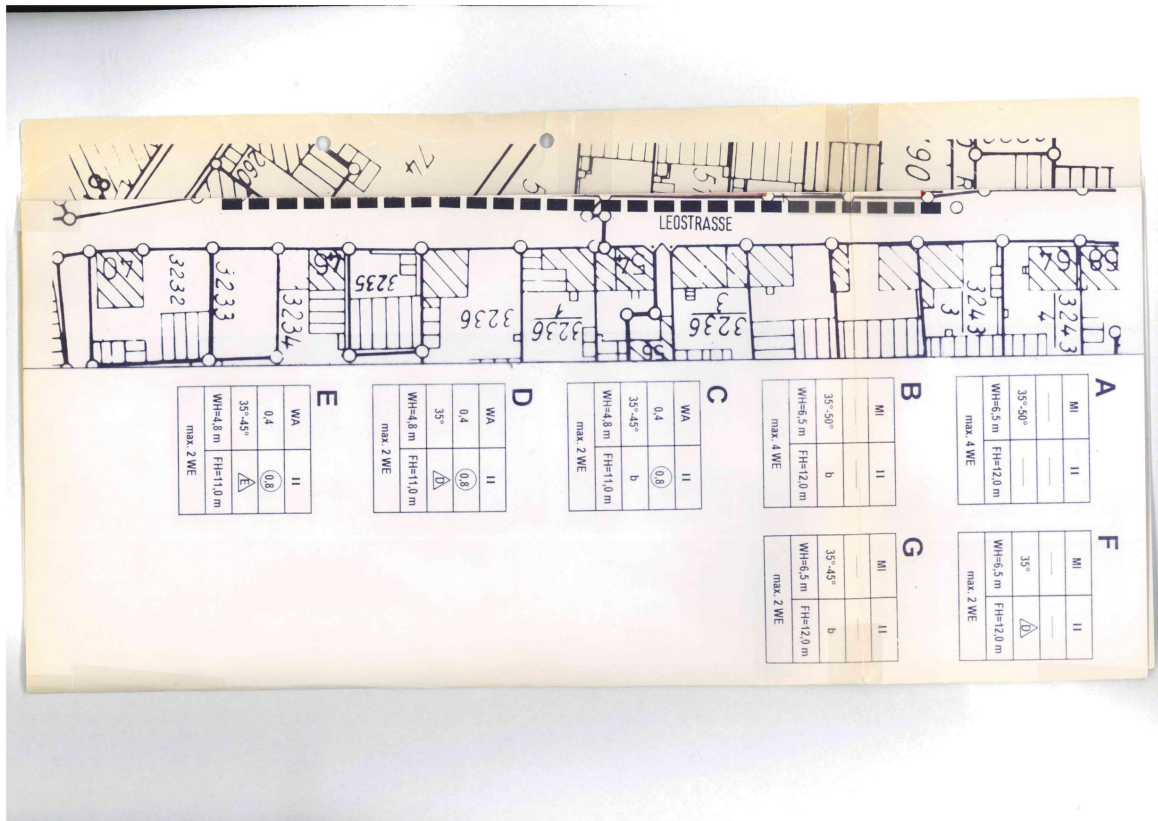 LEOSTRASSE
260
74
5
57
90
R
3232
3233
3234
3235
3236
3236
1
56
3236
3
3243
3
3243
4
A
MI II
— —
35°-50° —
WH=6,5 m FH=12,0 m
max. 4 WE
B
MI II
— —
35°-50° b
WH=6,5 m FH=12,0 m
max. 4 WE
C
WA II
0,4 0,8
35°-45° b
WH=4,8 m FH=11,0 m
max. 2 WE
D
WA II
0,4 0,8
35° D
WH=4,8 m FH=11,0 m
max. 2 WE
E
WA II
0,4 0,8
35°-45° E
WH=4,8 m FH=11,0 m
max. 2 WE
F
MI II
— —
35° D
WH=6,5 m FH=12,0 m
max. 2 WE
G
MI II
— —
35°-45° b
WH=6,5 m FH=12,0 m
max. 2 WE